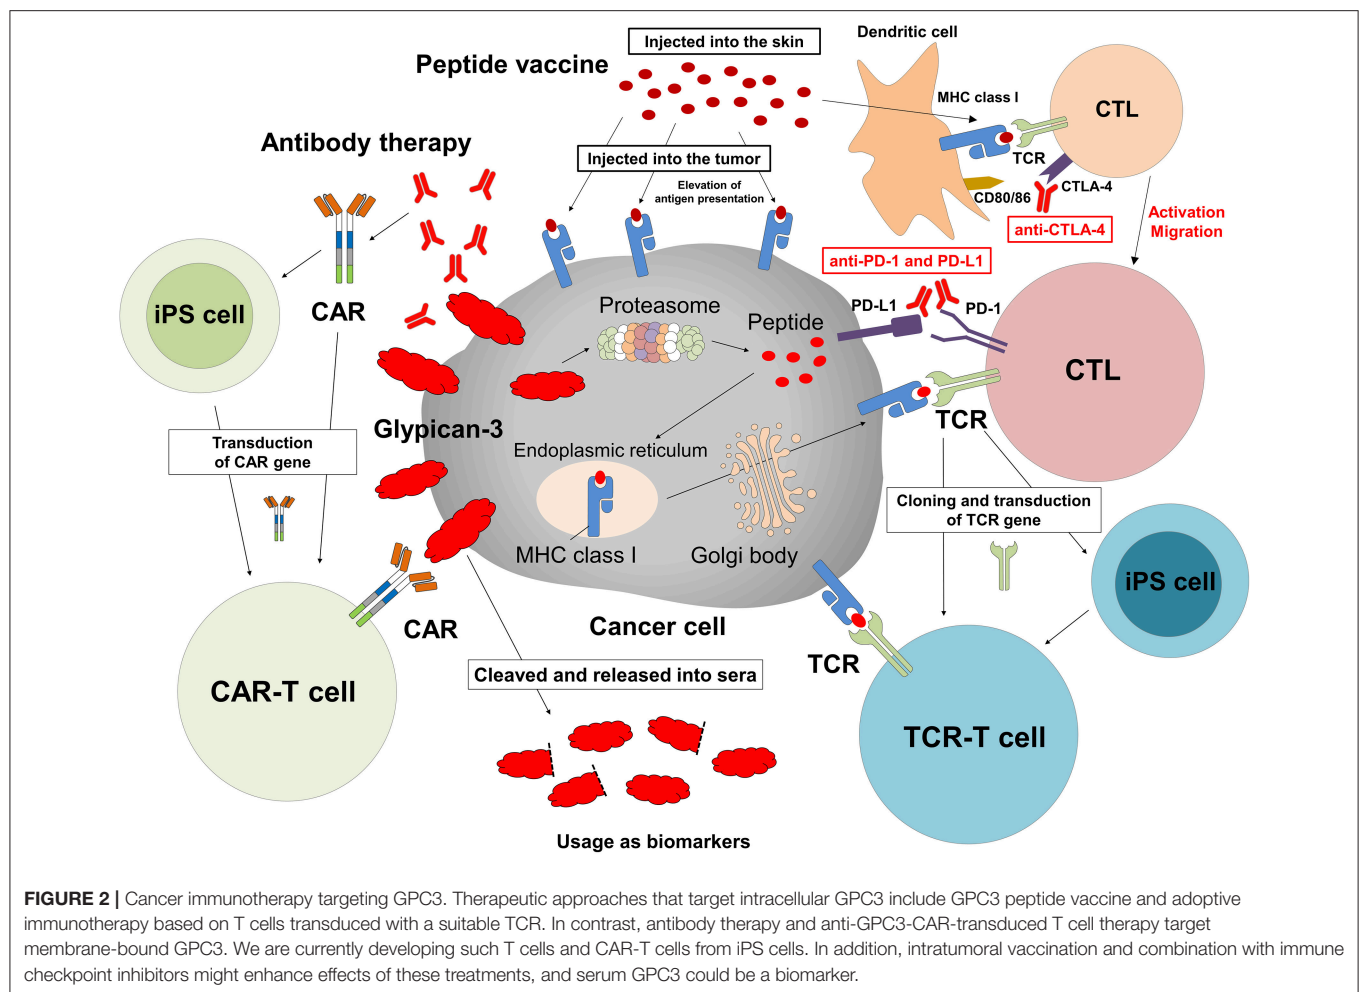 Injected into the skin
Dendritic cell
Peptide vaccine
MHC class I
CTL
Antibody therapy
Injected into the tumor
TCR
Elevation of
antigen presentation
CD80/86
CTLA-4
anti-CTLA-4
Activation
Migration
anti-PD-1 and PD-L1
iPS cell
CAR
Proteasome
Peptide
PD-L1
PD-1
CTL
Glypican-3
TCR
Transduction
of CAR gene
Endoplasmic reticulum
Cloning and transduction
of TCR gene
MHC class I
Golgi body
iPS cell
CAR
Cancer cell
TCR
Cleaved and released into sera
CAR-T cell
TCR-T cell
Usage as biomarkers
FIGURE 2 | Cancer immunotherapy targeting GPC3. Therapeutic approaches that target intracellular GPC3 include GPC3 peptide vaccine and adoptive
immunotherapy based on T cells transduced with a suitable TCR. In contrast, antibody therapy and anti-GPC3-CAR-transduced T cell therapy target
membrane-bound GPC3. We are currently developing such T cells and CAR-T cells from iPS cells. In addition, intratumoral vaccination and combination with immune
checkpoint inhibitors might enhance effects of these treatments, and serum GPC3 could be a biomarker.